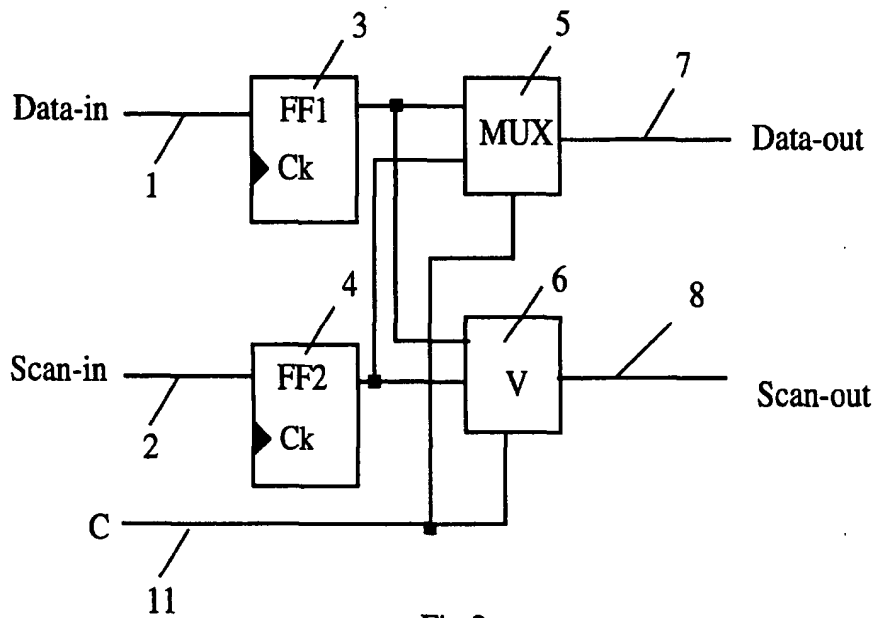 3
5
7
Data-in
FF1
MUX
Data-out
Ck
1
4
6
8
Scan-in
FF2
V
Scan-out
2
Ck
C
11